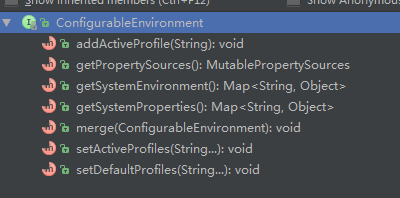 Show inherited members (Ctrl+F12)
Show Anonymous
ConfigurableEnvironment
addActiveProfile(String): void
getPropertySources(): MutablePropertySources
getSystemEnvironment(): Map<String, Object>
getSystemProperties(): Map<String, Object>
merge(ConfigurableEnvironment): void
setActiveProfiles(String...): void
setDefaultProfiles(String...): void